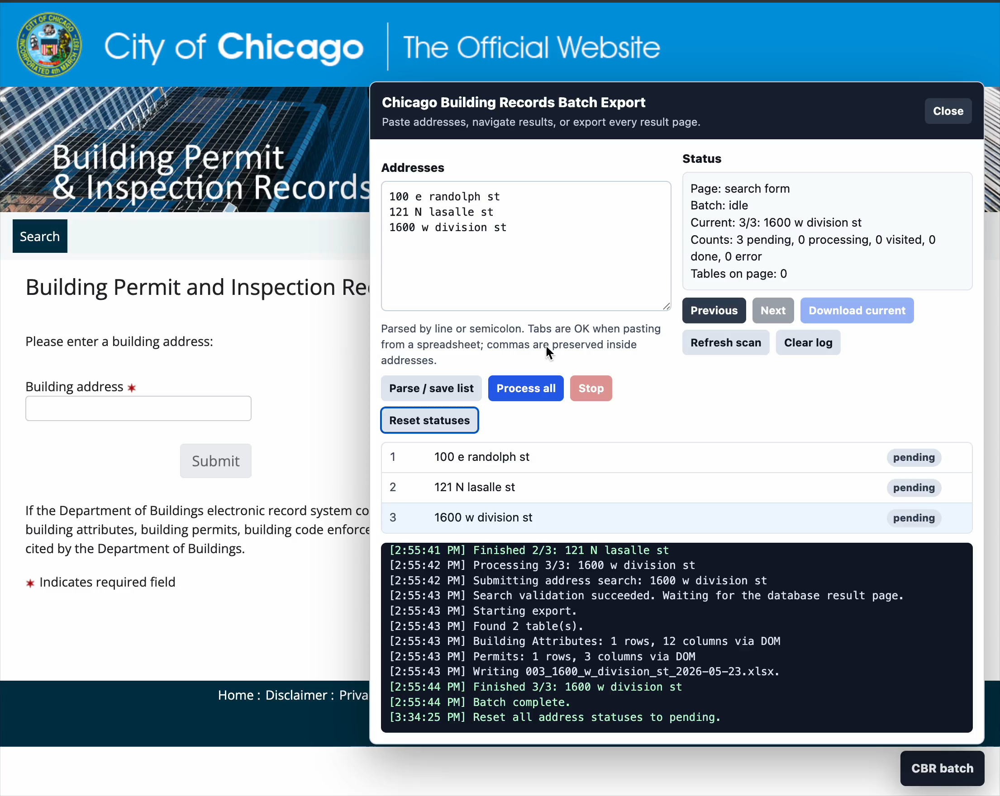 CITY OF CHICAGO
INCORPORATED 4th MARCH 1837
City of Chicago
The Official Website
Building Permit
& Inspection Records
Search
Building Permit and Inspection Rec
Please enter a building address:
Building address *
Submit
If the Department of Buildings electronic record system co
building attributes, building permits, building code enforce
cited by the Department of Buildings.
* Indicates required field
Home : Disclaimer : Priva
Chicago Building Records Batch Export
Paste addresses, navigate results, or export every result page.
Close
Addresses
100 e randolph st
121 N lasalle st
1600 w division st
Parsed by line or semicolon. Tabs are OK when pasting
from a spreadsheet; commas are preserved inside
addresses.
Parse / save list
Process all
Stop
Reset statuses
Status
Page: search form
Batch: idle
Current: 3/3: 1600 w division st
Counts: 3 pending, 0 processing, 0 visited, 0
done, 0 error
Tables on page: 0
Previous
Next
Download current
Refresh scan
Clear log
1 100 e randolph st pending
2 121 N lasalle st pending
3 1600 w division st pending
[2:55:41 PM] Finished 2/3: 121 N lasalle st
[2:55:42 PM] Processing 3/3: 1600 w division st
[2:55:42 PM] Submitting address search: 1600 w division st
[2:55:43 PM] Search validation succeeded. Waiting for the database result page.
[2:55:43 PM] Starting export.
[2:55:43 PM] Found 2 table(s).
[2:55:43 PM] Building Attributes: 1 rows, 12 columns via DOM
[2:55:43 PM] Permits: 1 rows, 3 columns via DOM
[2:55:43 PM] Writing 003_1600_w_division_st_2026-05-23.xlsx.
[2:55:44 PM] Finished 3/3: 1600 w division st
[2:55:44 PM] Batch complete.
[3:34:25 PM] Reset all address statuses to pending.
CBR batch